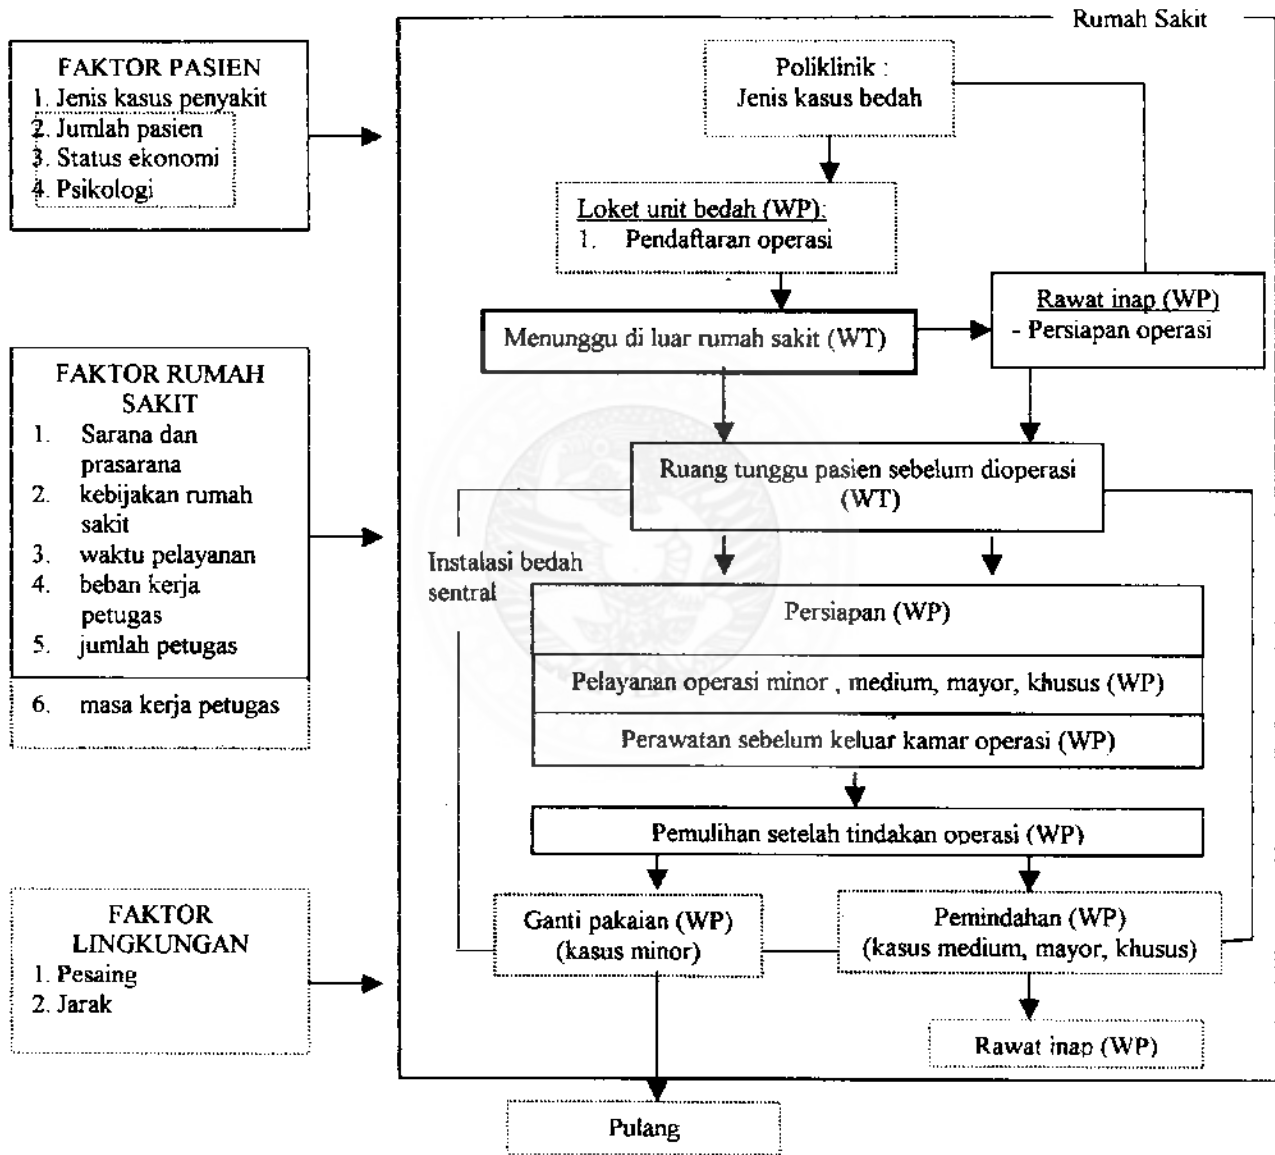 Rumah Sakit
FAKTOR PASIEN
1. Jenis kasus penyakit
2. Jumlah pasien
3. Status ekonomi
4. Psikologi
Poliklinik :
Jenis kasus bedah
Loket unit bedah (WP):
1. Pendaftaran operasi
Menunggu di luar rumah sakit (WT)
Rawat inap (WP)
- Persiapan operasi
FAKTOR RUMAH
SAKIT
1. Sarana dan
prasarana
2. kebijakan rumah
sakit
3. waktu pelayanan
4. beban kerja
petugas
5. jumlah petugas
6. masa kerja petugas
Ruang tunggu pasien sebelum dioperasi
(WT)
Instalasi bedah
sentral
Persiapan (WP)
Pelayanan operasi minor , medium, mayor, khusus (WP)
Perawatan sebelum keluar kamar operasi (WP)
Pemulihan setelah tindakan operasi (WP)
Ganti pakaian (WP)
(kasus minor)
Pemindahan (WP)
(kasus medium, mayor, khusus)
FAKTOR
LINGKUNGAN
1. Pesaing
2. Jarak
Rawat inap (WP)
Pulang